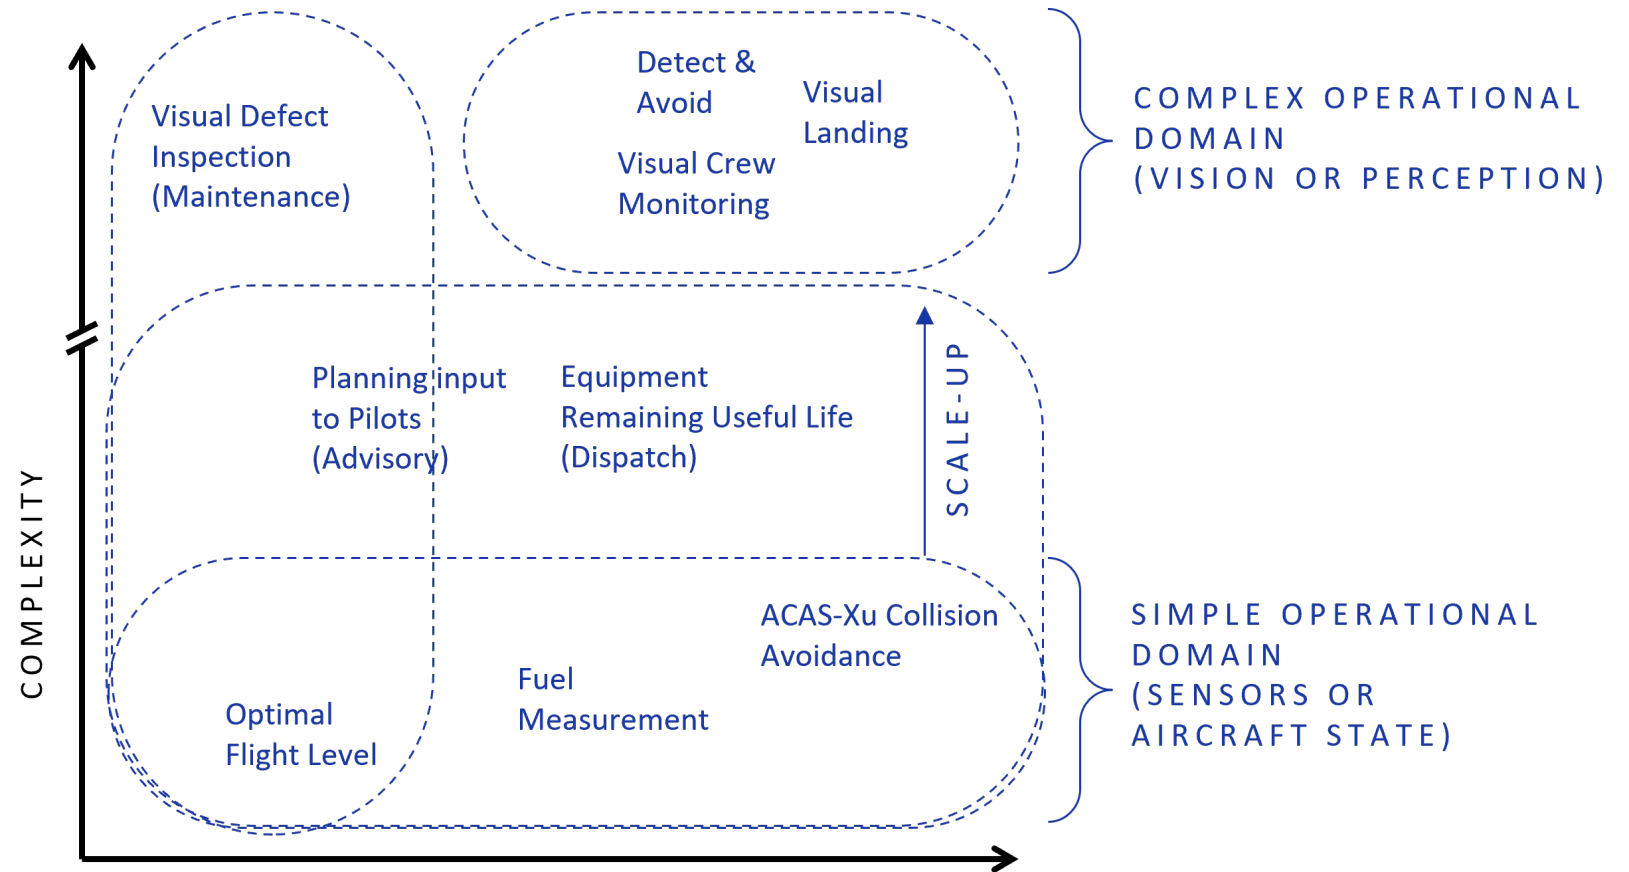 Visual Defect
Inspection
(Maintenance)
Detect &
Avoid
Visual
Landing
Visual Crew
Monitoring
COMPLEX OPERATIONAL
DOMAIN
(VISION OR PERCEPTION)
Planning input
to Pilots
(Advisory)
Equipment
Remaining Useful Life
(Dispatch)
SCALE-UP
COMPLEXITY
ACAS-Xu Collision
Avoidance
Fuel
Measurement
Optimal
Flight Level
SIMPLE OPERATIONAL
DOMAIN
(SENSORS OR
AIRCRAFT STATE)